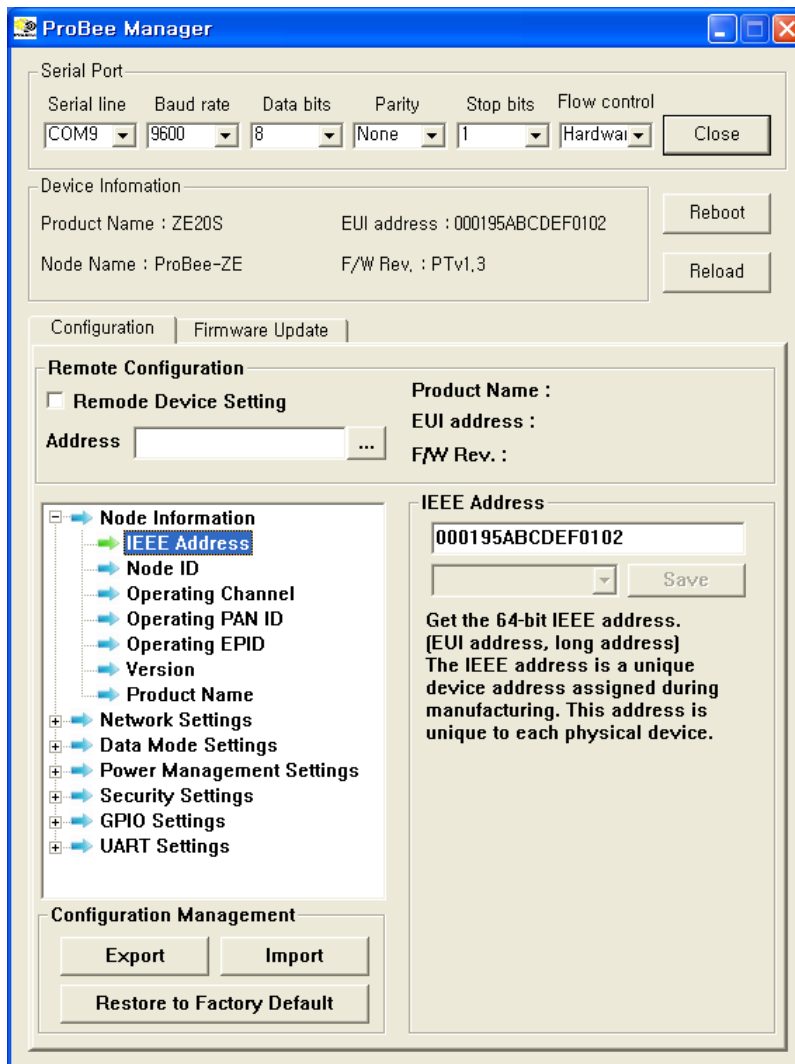 ProBee Manager
Serial Port
Serial line Baud rate Data bits Parity Stop bits Flow control
COM9 9600 8 None 1 Hardwai Close
Device Infomation
Product Name : ZE20S EUI address : 000195ABCDEF0102
Reboot
Node Name : ProBee-ZE F/W Rev. : PTv1.3
Reload
Configuration Firmware Update
Remote Configuration
Remode Device Setting
Address ...
Product Name :
EUI address :
F/W Rev. :
Node Information
IEEE Address
Node ID
Operating Channel
Operating PAN ID
Operating EPID
Version
Product Name
Network Settings
Data Mode Settings
Power Management Settings
Security Settings
GPIO Settings
UART Settings
IEEE Address
000195ABCDEF0102
Save
Get the 64-bit IEEE address.
(EUI address, long address)
The IEEE address is a unique
device address assigned during
manufacturing. This address is
unique to each physical device.
Configuration Management
Export Import
Restore to Factory Default